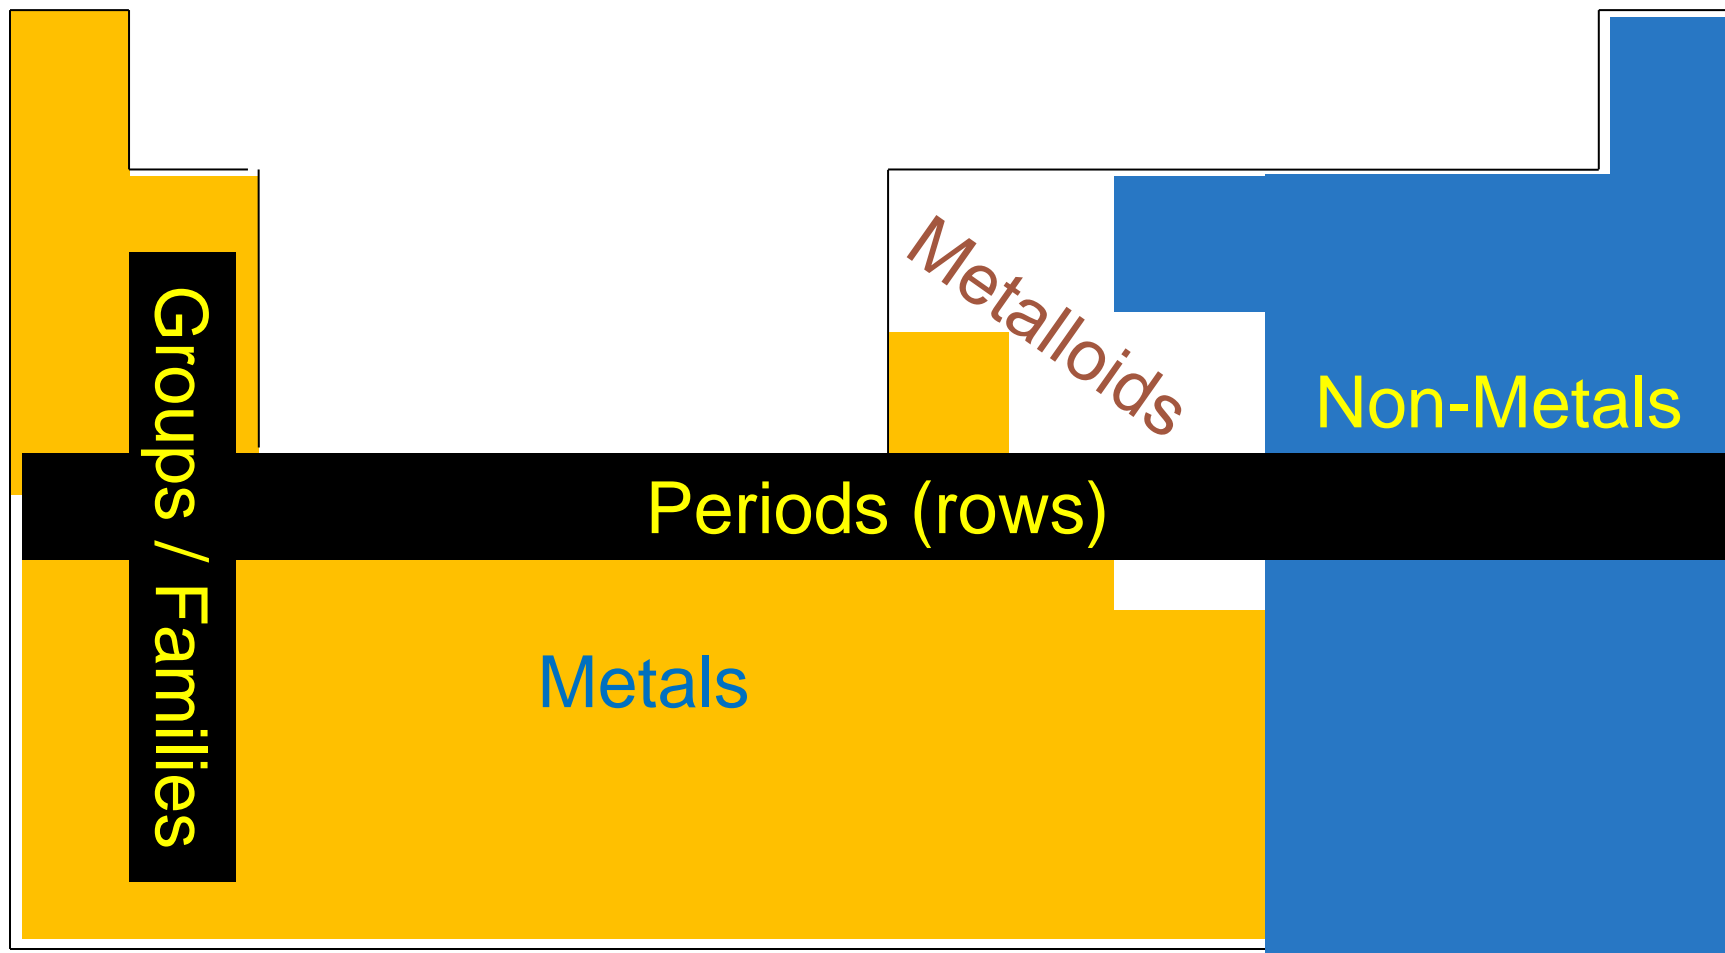 Metalloids
Non-Metals
Groups / Families
Periods (rows)
Metals